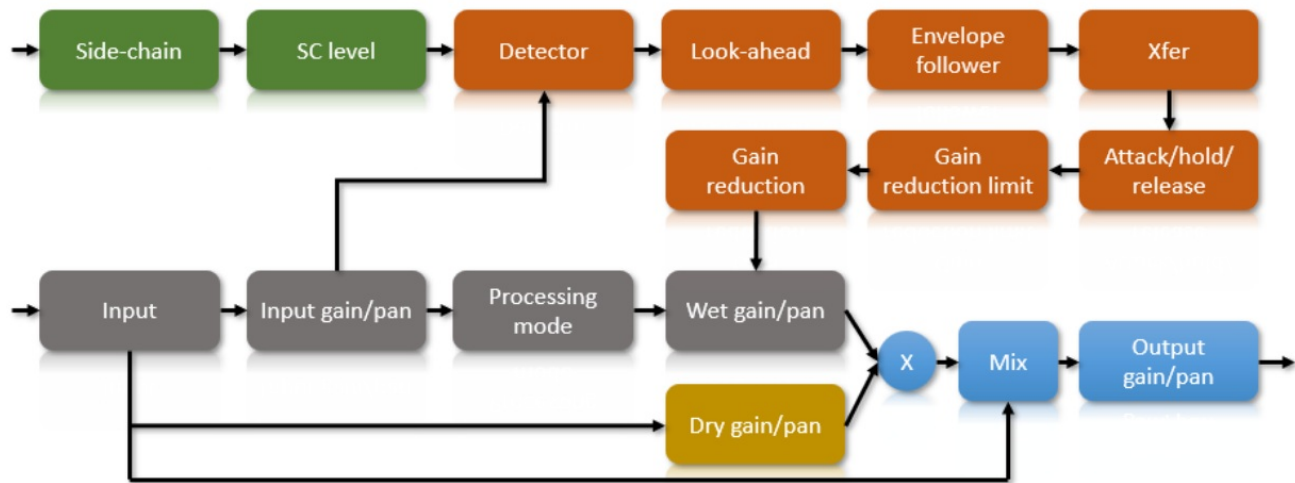 Side-chain
SC level
Detector
Look-ahead
Envelope
follower
Xfer
Gain
reduction
Gain
reduction limit
Attack/hold/
release
Input
Input gain/pan
Processing
mode
Wet gain/pan
X
Mix
Output
gain/pan
Dry gain/pan